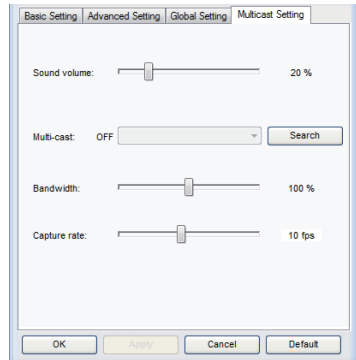 Basic Setting Advanced Setting Global Setting Multicast Setting
Sound volume: 20 %
Multi-cast: OFF Search
Bandwidth: 100 %
Capture rate: 10 fps
OK Apply Cancel Default